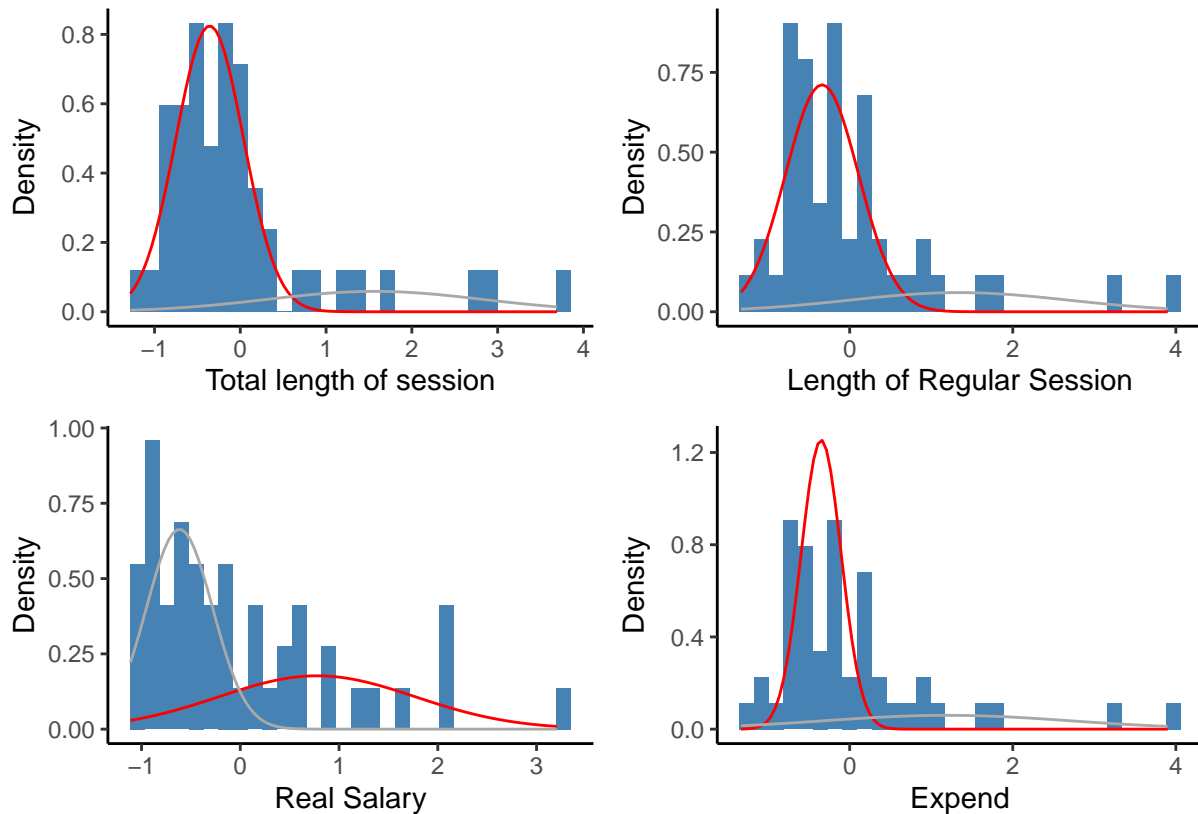 Density
0.8
0.6
0.4
0.2
0.0
−1 0 1 2 3 4
Total length of session
Density
0.75
0.50
0.25
0.00
0 2 4
Length of Regular Session
Density
1.00
0.75
0.50
0.25
0.00
−1 0 1 2 3
Real Salary
Density
1.2
0.8
0.4
0.0
0 2 4
Expend